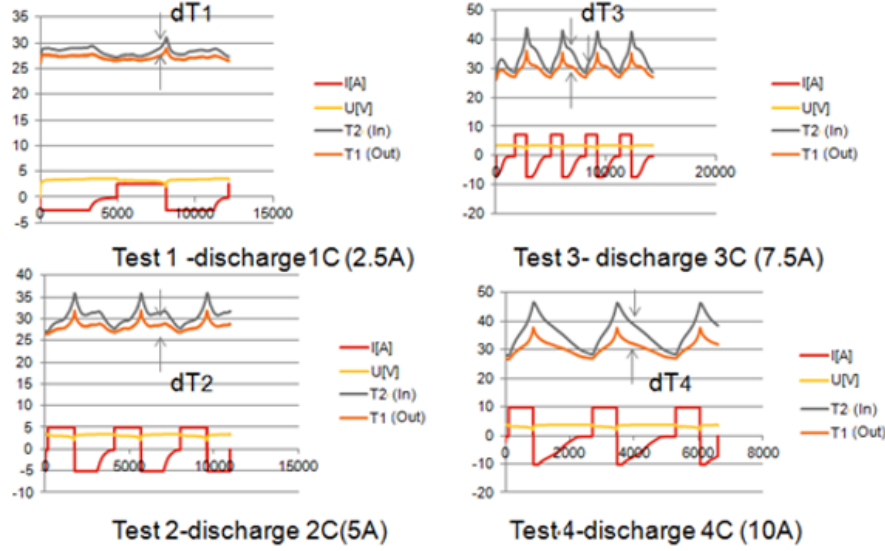 dT1
35
30
25
20
15
10
5
0
-5
0 5000 10000 15000
I[A]
U[V]
T2 (In)
T1 (Out)
Test 1 -discharge1C (2.5A)
dT3
50
40
30
20
10
0
-10
-20
0 10000 20000
I[A]
U[V]
T2 (In)
T1 (Out)
Test 3- discharge 3C (7.5A)
40
35
30
25
20
15
10
5
0
-5
-10
dT2
0 5000 10000 15000
I[A]
U[V]
T2 (In)
T1 (Out)
Test 2-discharge 2C(5A)
50
40
30
20
10
0
-10
-20
dT4
0 2000 4000 6000 8000
I[A]
U[V]
T2 (In)
T1 (Out)
Test 4-discharge 4C (10A)